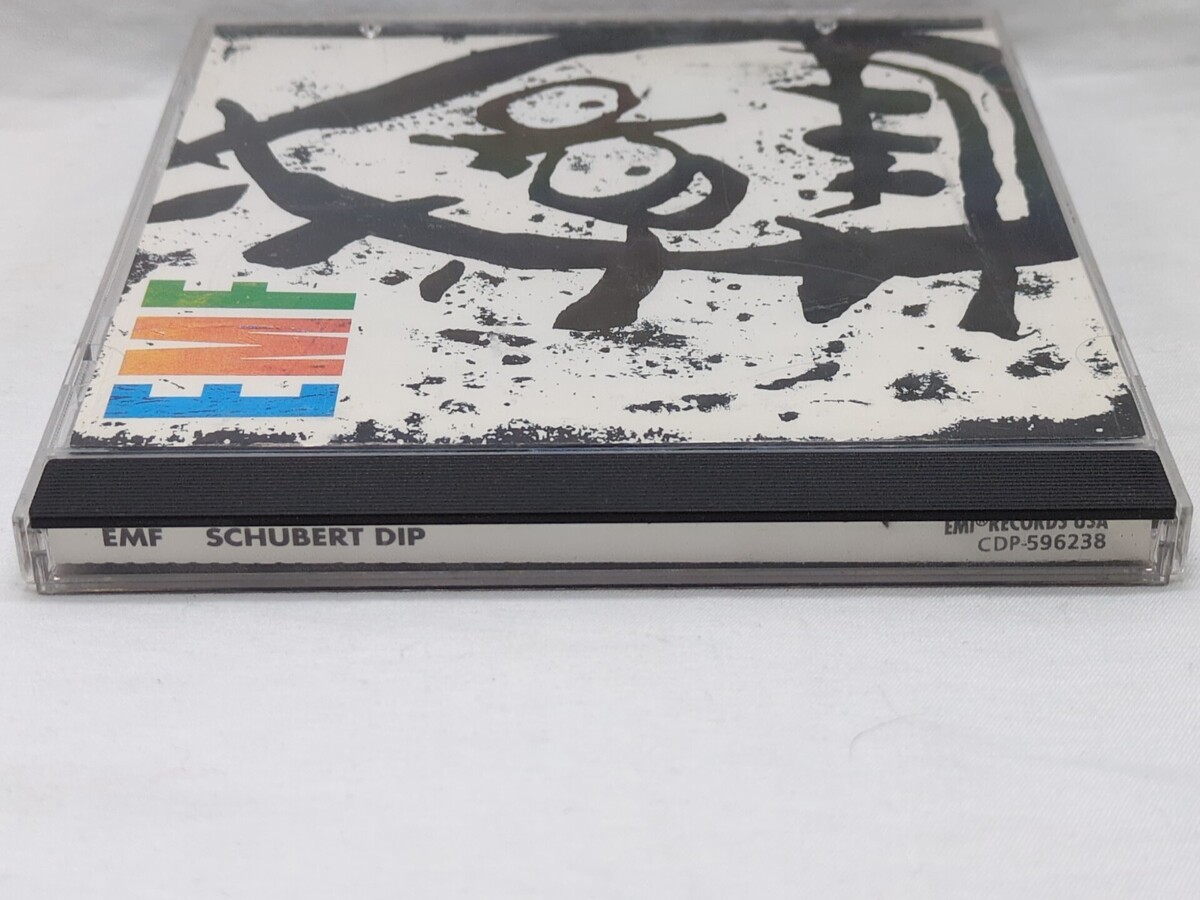 EMF
EMF SCHUBERT DIP
EMI® RECORDS USA
CDP-596238